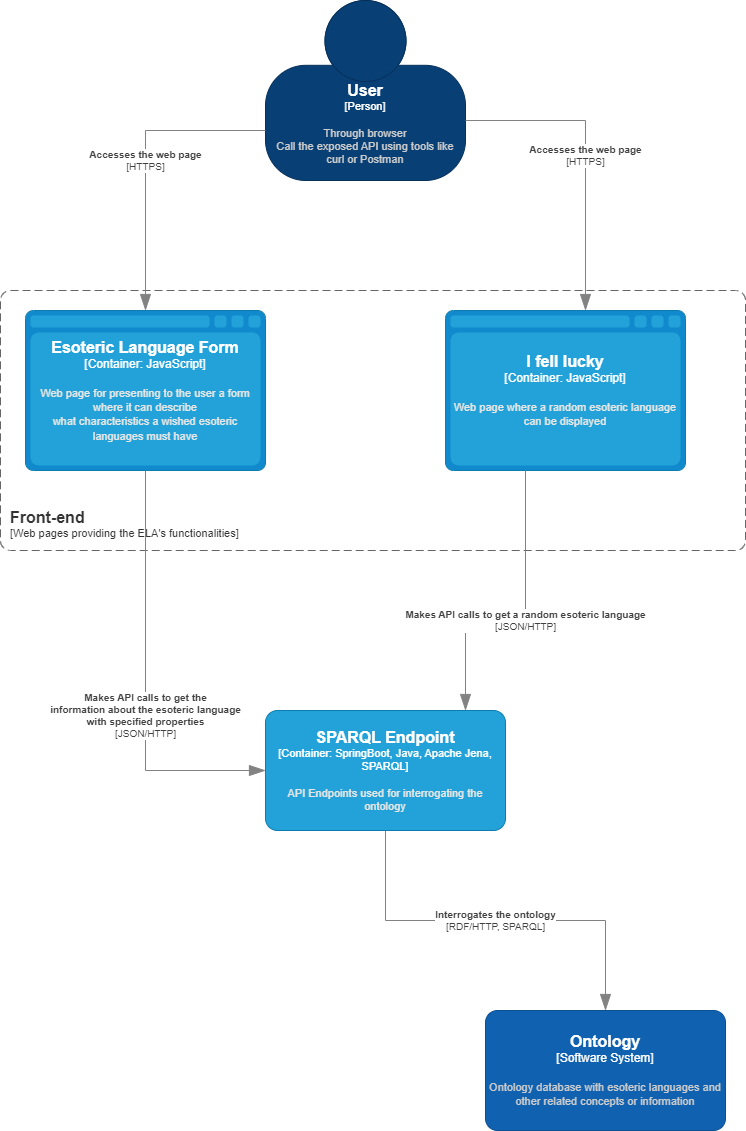 User
[Person]
Through browser
Call the exposed API using tools like
curl or Postman
Accesses the web page
[HTTPS]
Accesses the web page
[HTTPS]
Esoteric Language Form
[Container: JavaScript]
Web page for presenting to the user a form
where it can describe
what characteristics a wished esoteric
languages must have
I fell lucky
[Container: JavaScript]
Web page where a random esoteric language
can be displayed
Front-end
[Web pages providing the ELA's functionalities]
Makes API calls to get a random esoteric language
[JSON/HTTP]
Makes API calls to get the
information about the esoteric language
with specified properties
[JSON/HTTP]
SPARQL Endpoint
[Container: SpringBoot, Java, Apache Jena,
SPARQL]
API Endpoints used for interrogating the
ontology
Interrogates the ontology
[RDF/HTTP, SPARQL]
Ontology
[Software System]
Ontology database with esoteric languages and
other related concepts or information